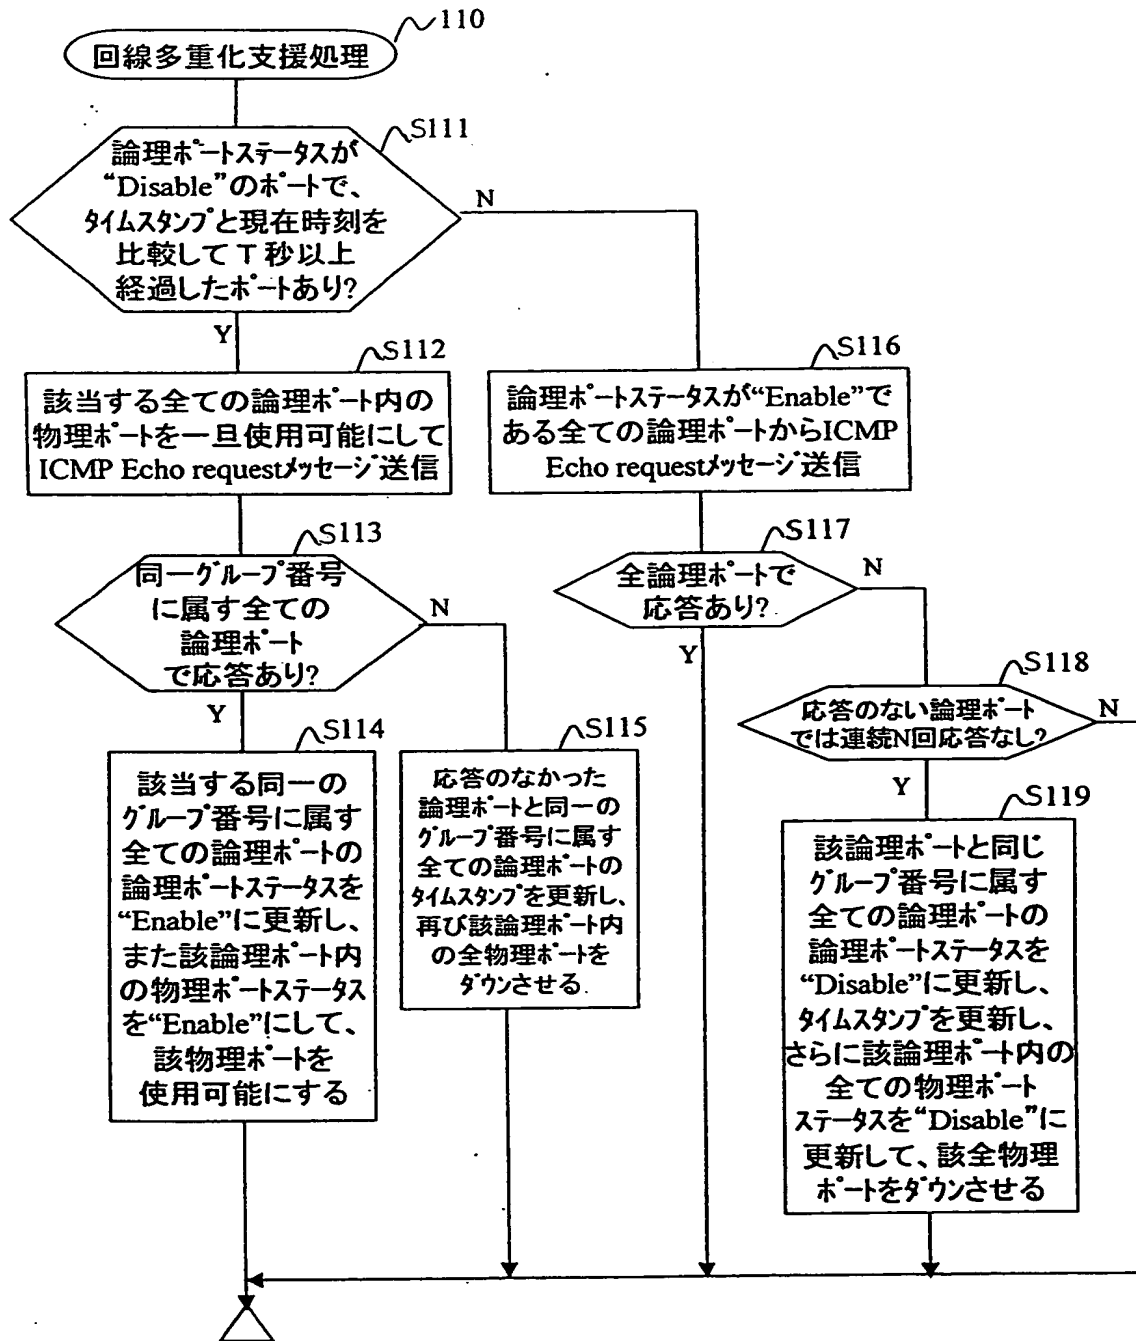 110
回線多重化支援処理
S111
論理ポートステータスが
“Disable”のポートで、
タイムスタンプと現在時刻を
比較してT秒以上
経過したポートあり?
N
Y
S112
該当する全ての論理ポート内の
物理ポートを一旦使用可能にして
ICMP Echo requestメッセージ送信
S116
論理ポートステータスが“Enable”で
ある全ての論理ポートからICMP
Echo requestメッセージ送信
S113
同一グループ番号
に属す全ての
論理ポート
で応答あり?
N
Y
S117
全論理ポートで
応答あり?
N
Y
S118
応答のない論理ポート
では連続N回応答なし?
N
Y
S114
該当する同一の
グループ番号に属す
全ての論理ポートの
論理ポートステータスを
“Enable”に更新し、
また該論理ポート内
の物理ポートステータス
を“Enable”にして、
該物理ポートを
使用可能にする
S115
応答のなかった
論理ポートと同一の
グループ番号に属す
全ての論理ポートの
タイムスタンプを更新し、
再び該論理ポート内
の全物理ポートを
ダウンさせる
S119
該論理ポートと同じ
グループ番号に属す
全ての論理ポートの
論理ポートステータスを
“Disable”に更新し、
タイムスタンプを更新し、
さらに該論理ポート内の
全ての物理ポート
ステータスを“Disable”に
更新して、該全物理
ポートをダウンさせる